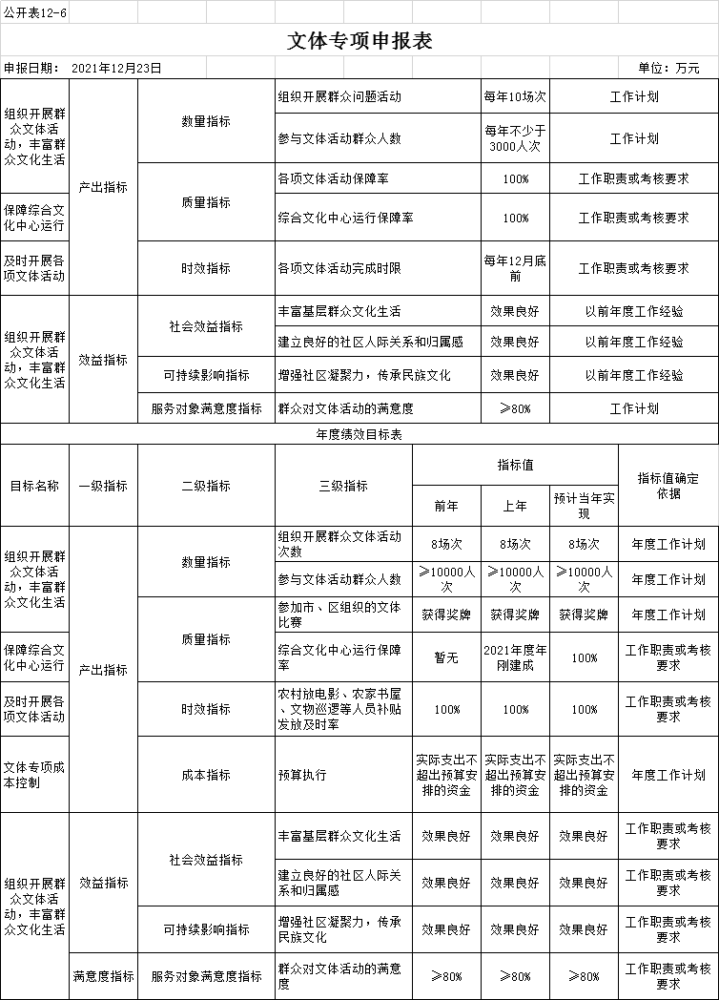 公开表12-6
文体专项申报表
申报日期： 2021年12月23日 单位：万元
组织开展群众文体活动，丰富群众文化生活 产出指标 数量指标 组织开展群众问题活动 每年10场次 工作计划
参与文体活动群众人数 每年不少于3000人次 工作计划
质量指标 各项文体活动保障率 100% 工作职责或考核要求
保障综合文化中心运行 综合文化中心运行保障率 100% 工作职责或考核要求
及时开展各项文体活动 时效指标 各项文体活动完成时限 每年12月底前 工作职责或考核要求
组织开展群众文体活动，丰富群众文化生活 效益指标 社会效益指标 丰富基层群众文化生活 效果良好 以前年度工作经验
建立良好的社区人际关系和归属感 效果良好 以前年度工作经验
可持续影响指标 增强社区凝聚力，传承民族文化 效果良好 以前年度工作经验
服务对象满意度指标 群众对文体活动的满意度 ≥80% 工作计划
年度绩效目标表
目标名称 一级指标 二级指标 三级指标 指标值 指标值确定依据
前年 上年 预计当年实现
组织开展群众文体活动，丰富群众文化生活 产出指标 数量指标 组织开展群众文体活动次数 8场次 8场次 8场次 年度工作计划
参与文体活动群众人数 ≥10000人次 ≥10000人次 ≥10000人次 年度工作计划
质量指标 参加市、区组织的文体比赛 获得奖牌 获得奖牌 获得奖牌 年度工作计划
保障综合文化中心运行 综合文化中心运行保障率 暂无 2021年度年刚建成 100% 工作职责或考核要求
及时开展各项文体活动 时效指标 农村放电影、农家书屋、文物巡逻等人员补贴发放及时率 100% 100% 100% 工作职责或考核要求
文体专项成本控制 成本指标 预算执行 实际支出不超出预算安排的资金 实际支出不超出预算安排的资金 实际支出不超出预算安排的资金 年度工作计划
组织开展群众文体活动，丰富群众文化生活 效益指标 社会效益指标 丰富基层群众文化生活 效果良好 效果良好 效果良好 工作职责或考核要求
建立良好的社区人际关系和归属感 效果良好 效果良好 效果良好 工作职责或考核要求
可持续影响指标 增强社区凝聚力，传承民族文化 效果良好 效果良好 效果良好 工作职责或考核要求
满意度指标 服务对象满意度指标 群众对文体活动的满意度 ≥80% ≥80% ≥80% 工作职责或考核要求